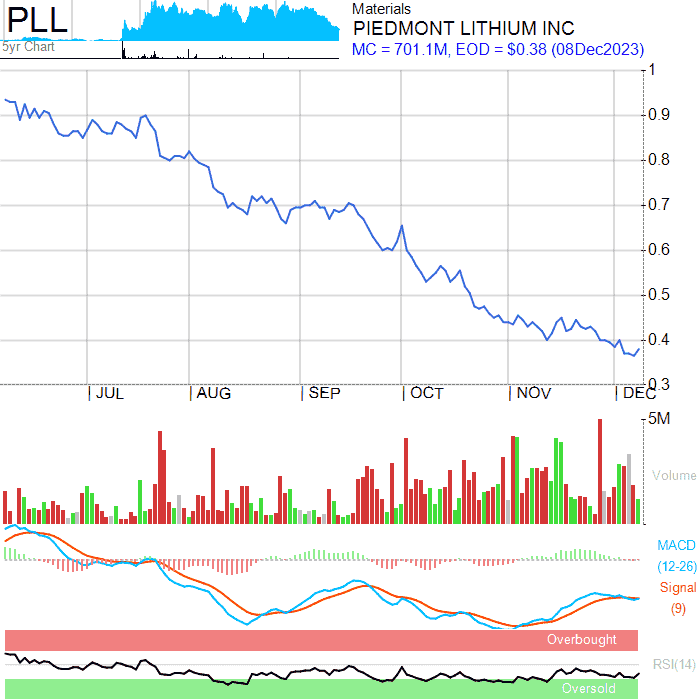 PLL
5yr Chart
Materials
PIEDMONT LITHIUM INC
MC = 701.1M, EOD = $0.38 (08Dec2023)
1
0.9
0.8
0.7
0.6
0.5
0.4
0.3
JUL AUG SEP OCT NOV DEC
5M
Volume
MACD
(12-26)
Signal
(9)
Overbought
RSI(14)
Oversold